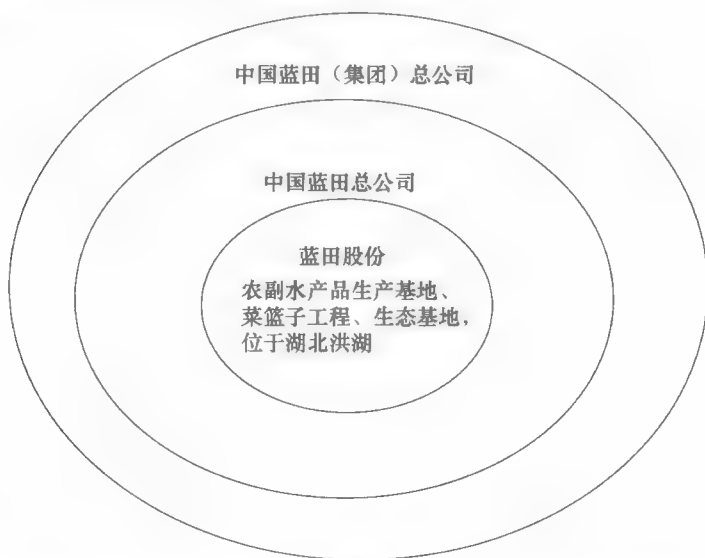 中国蓝田（集团）总公司
中国蓝田总公司
蓝田股份
农副水产品生产基地、
菜篮子工程、生态基地，
位于湖北洪湖